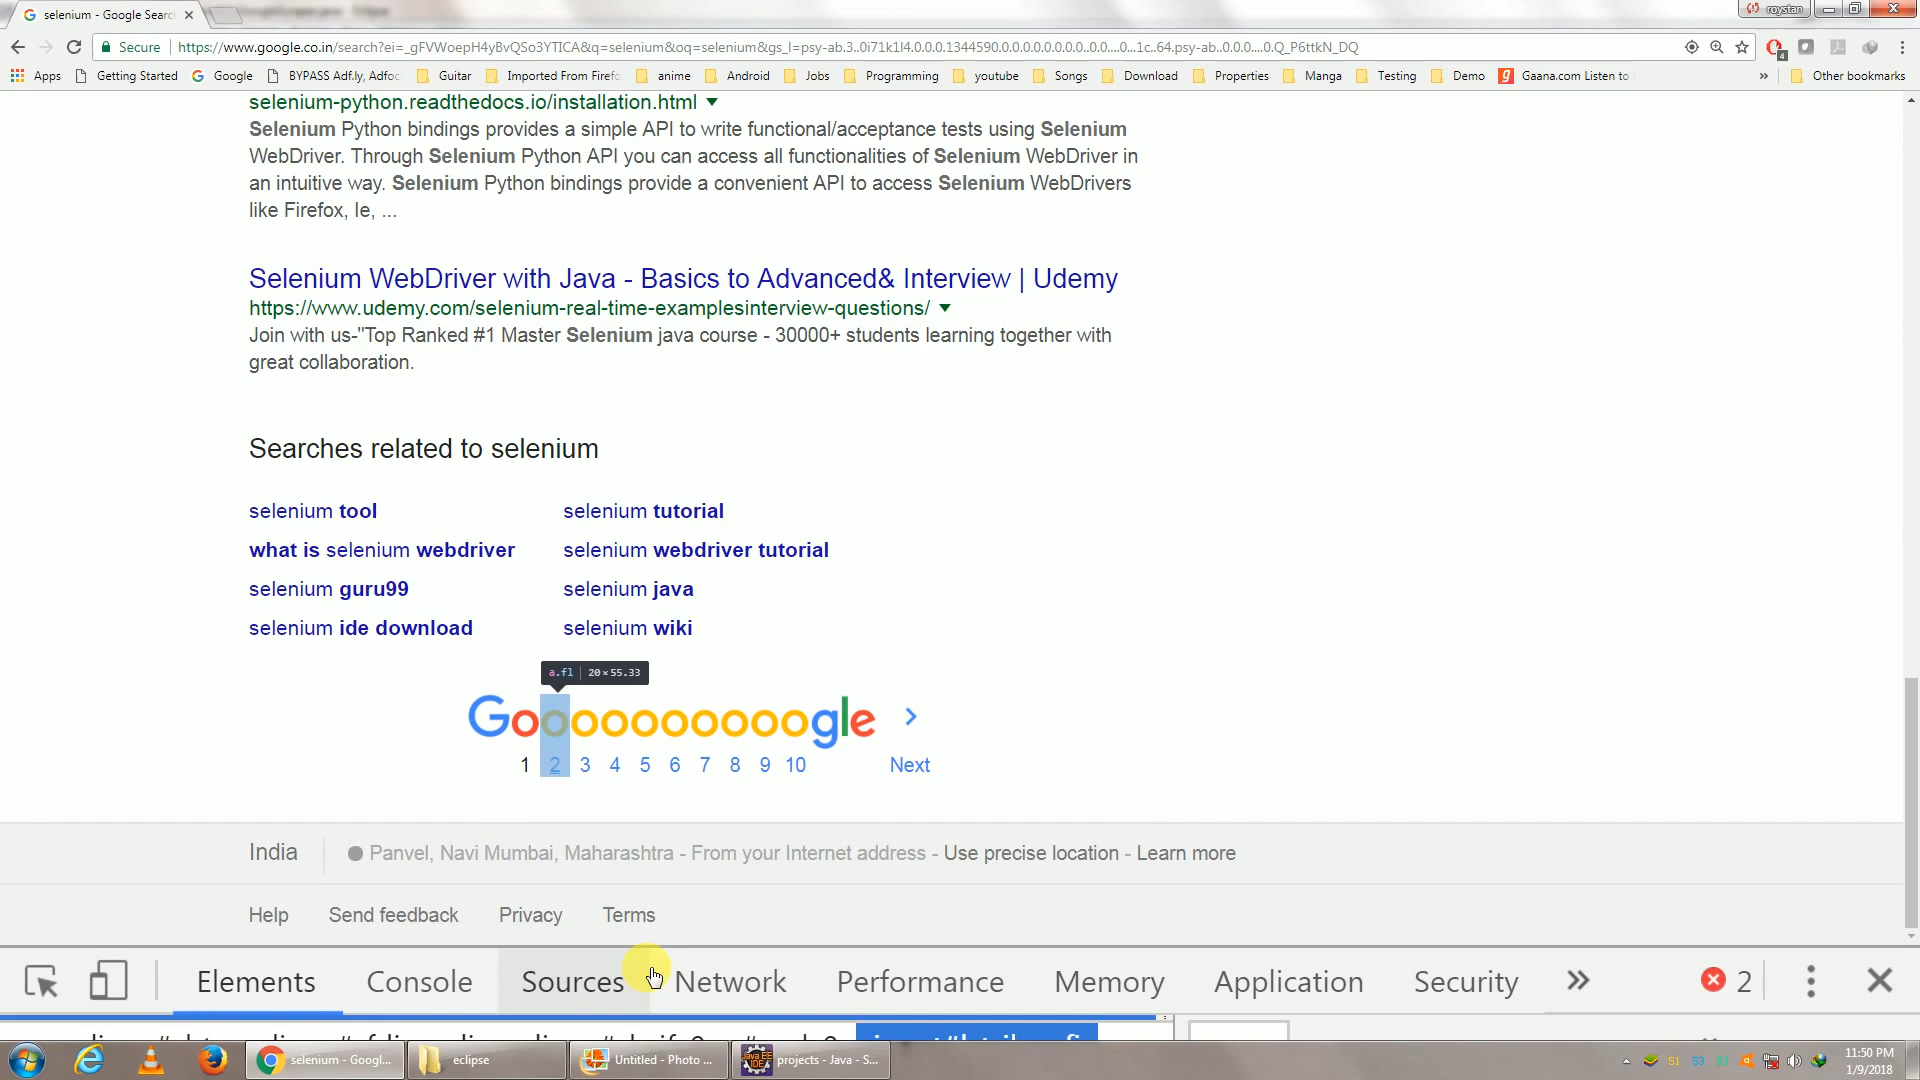 selenium - Google Searc
roystan
Secure
https://www.google.co.in/search?ei=_gFVWoepH4yBvQSo3YTICA&q=selenium&oq=selenium&gs_l=psy-ab.3..0i71k1l4.0.0.0.1344590.0.0.0.0.0.0.0.0..0.0....0...1c..64.psy-ab..0.0.0....0.Q_P6ttkN_DQ
4
Apps
Getting Started
Google
BYPASS Adf.ly, Adfoc
Guitar
Imported From Firefo
anime
Android
Jobs
Programming
youtube
Songs
Download
Properties
Manga
Testing
Demo
Gaana.com Listen to
»
Other bookmarks
selenium-python.readthedocs.io/installation.html
Selenium Python bindings provides a simple API to write functional/acceptance tests using Selenium
WebDriver. Through Selenium Python API you can access all functionalities of Selenium WebDriver in
an intuitive way. Selenium Python bindings provide a convenient API to access Selenium WebDrivers
like Firefox, Ie, ...
Selenium WebDriver with Java - Basics to Advanced& Interview | Udemy
https://www.udemy.com/selenium-real-time-examplesinterview-questions/
Join with us-"Top Ranked #1 Master Selenium java course - 30000+ students learning together with
great collaboration.
Searches related to selenium
selenium tool
selenium tutorial
what is selenium webdriver
selenium webdriver tutorial
selenium guru99
selenium java
selenium ide download
selenium wiki
a.fl | 20×55.33
Goooooooooogle
1 2 3 4 5 6 7 8 9 10 Next
India
Panvel, Navi Mumbai, Maharashtra - From your Internet address - Use precise location - Learn more
Help Send feedback Privacy Terms
Elements Console Sources Network Performance Memory Application Security » 2
selenium - Googl...
eclipse
Untitled - Photo ...
projects - Java - S...
51 53 53
11:50 PM
1/9/2018